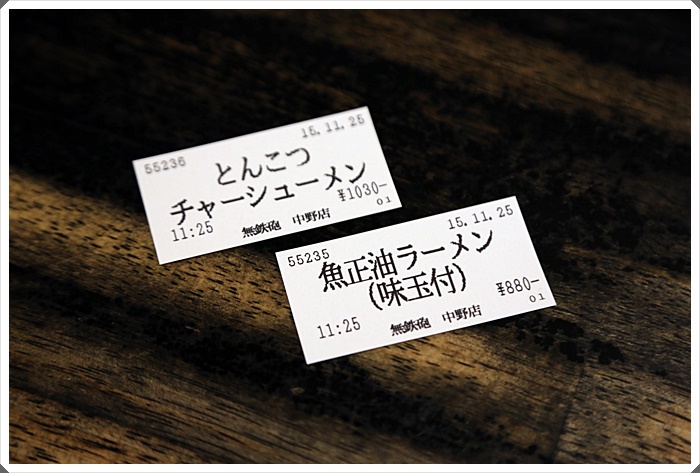 55236 15.11.25
とんこつ
チャーシューメン
¥1030-
11:25 無鉄砲 中野店 01
55235 15.11.25
魚正油ラーメン
(味玉付)
¥880-
11:25 無鉄砲 中野店 01